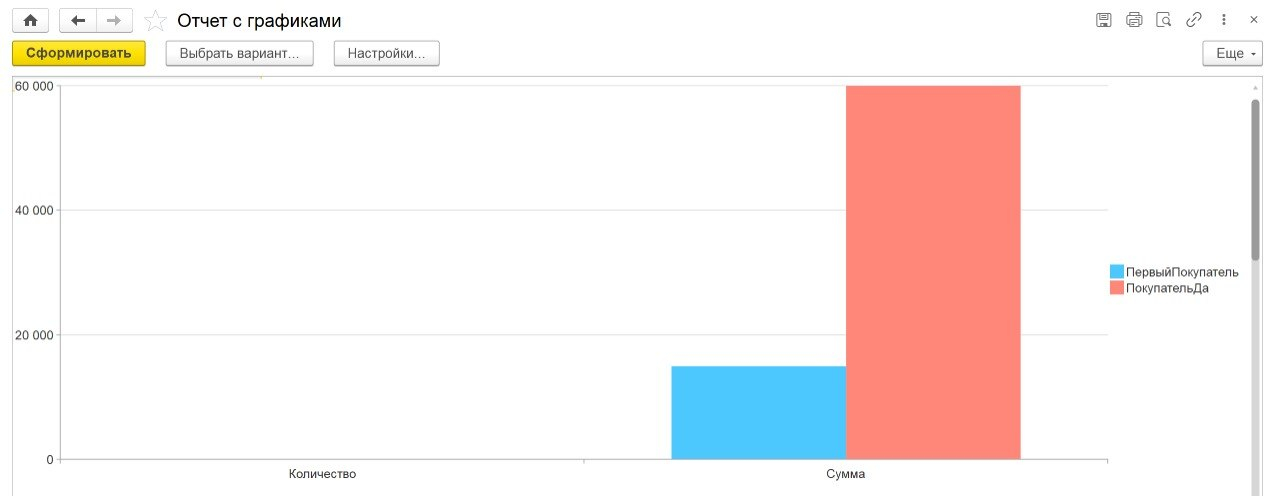 Отчет с графиками
Сформировать
Выбрать вариант...
Настройки...
Еще
60 000
40 000
20 000
0
Количество
Сумма
ПервыйПокупатель
ПокупательДа